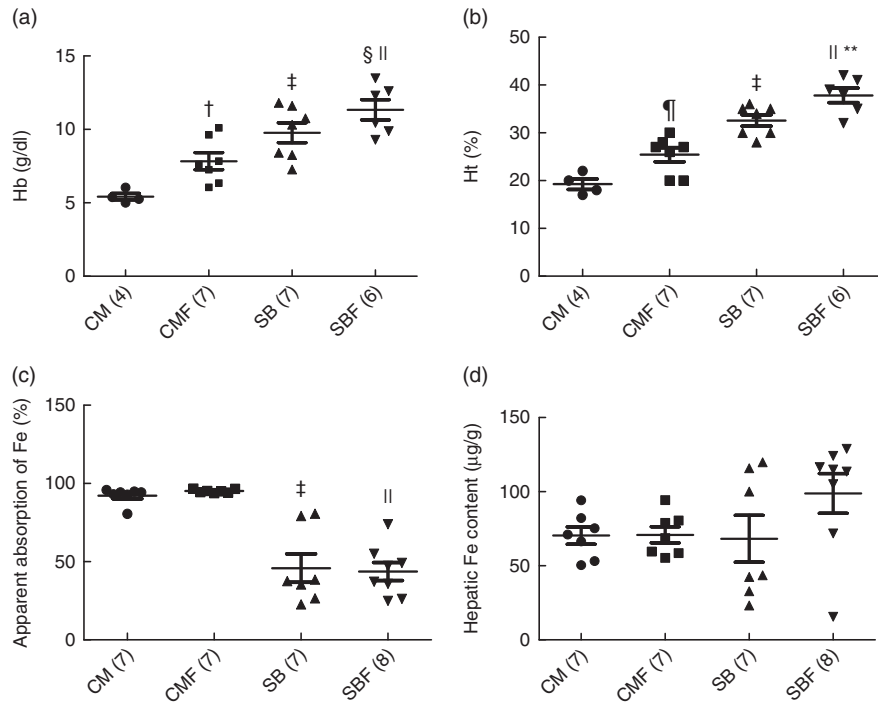 (a)
Hb (g/dl)
15
10
5
0
†
‡
§ ||
CM (4)
CMF (7)
SB (7)
SBF (6)
(b)
Ht (%)
50
40
30
20
10
0
¶
‡
|| **
CM (4)
CMF (7)
SB (7)
SBF (6)
(c)
Apparent absorption of Fe (%)
150
100
50
0
‡
||
CM (7)
CMF (7)
SB (7)
SBF (8)
(d)
Hepatic Fe content (µg/g)
150
100
50
0
CM (7)
CMF (7)
SB (7)
SBF (8)